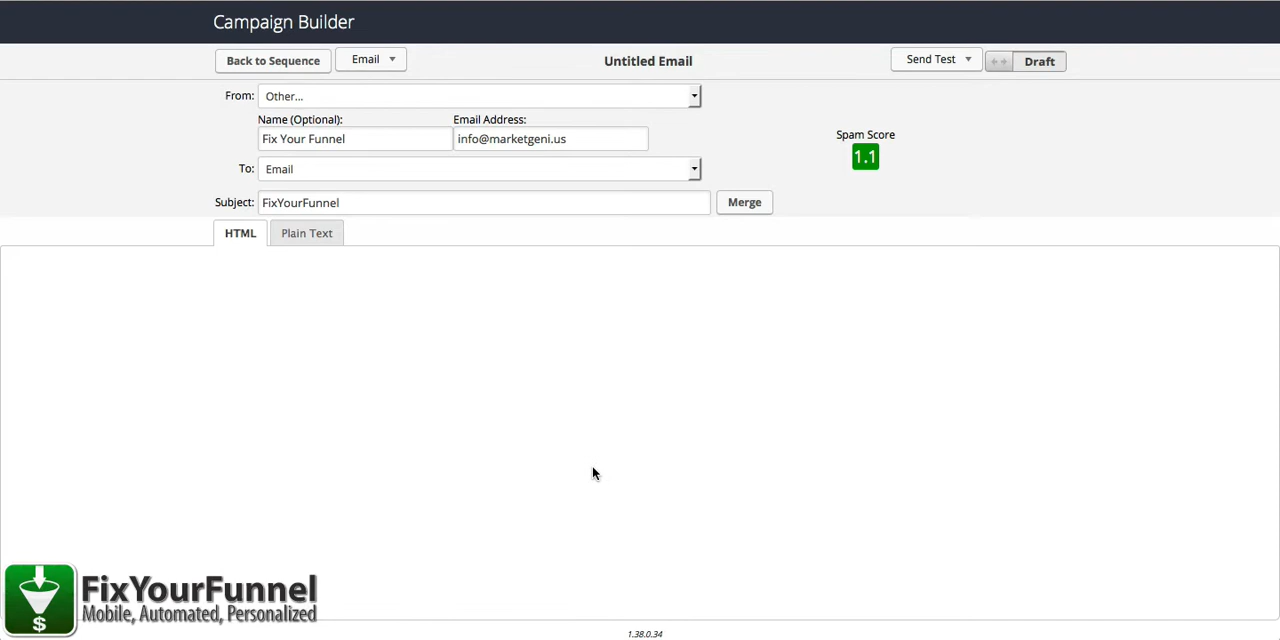 Campaign Builder
Back to Sequence
Email
Untitled Email
Send Test
Draft
From: Other...
Name (Optional): Email Address:
Fix Your Funnel info@marketgeni.us
Spam Score
1.1
To: Email
Subject: FixYourFunnel Merge
HTML Plain Text
FixYourFunnel
Mobile, Automated, Personalized
$
1.38.0.34